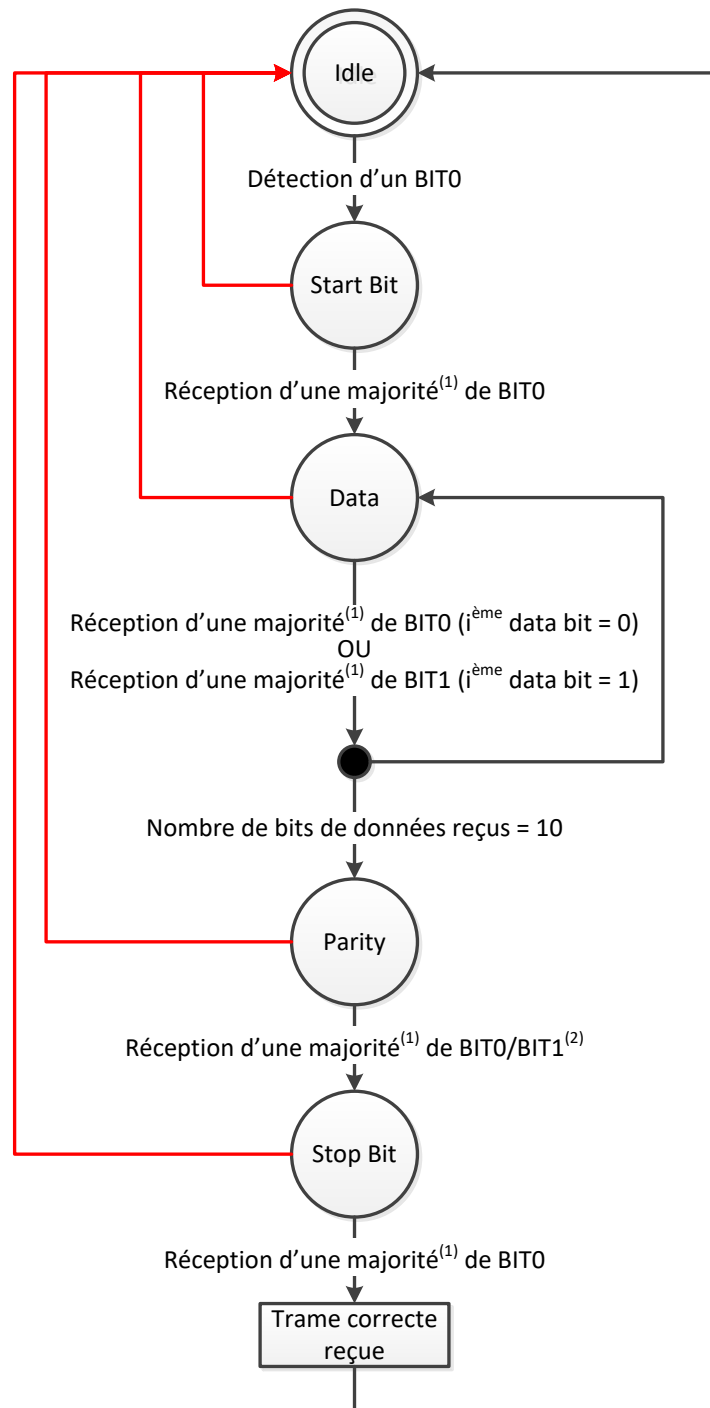 Idle
Détection d’un BIT0
Start Bit
Réception d’une majorité⁽¹⁾ de BIT0
Data
Réception d’une majorité⁽¹⁾ de BIT0 (iᵉ̀ᵐᵉ data bit = 0)
OU
Réception d’une majorité⁽¹⁾ de BIT1 (iᵉ̀ᵐᵉ data bit = 1)
Nombre de bits de données reçus = 10
Parity
Réception d’une majorité⁽¹⁾ de BIT0/BIT1⁽²⁾
Stop Bit
Réception d’une majorité⁽¹⁾ de BIT0
Trame correcte
reçue